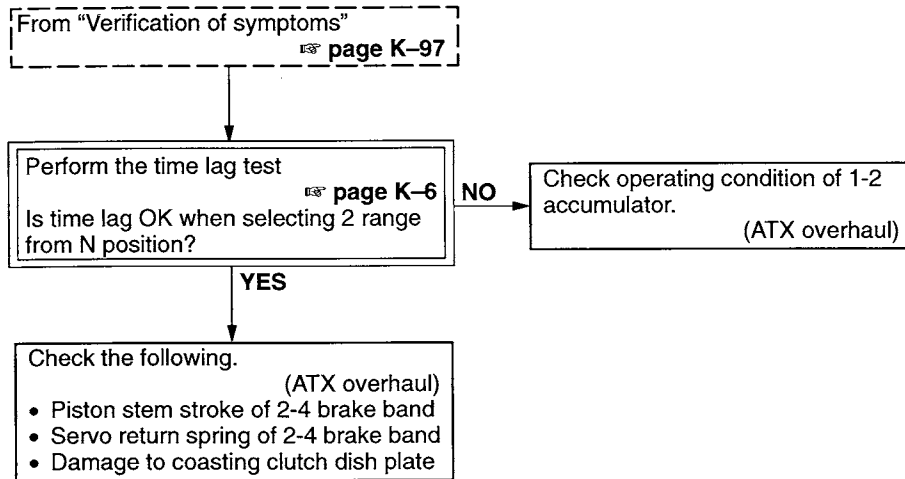 From “Verification of symptoms”
☞ page K–97
Perform the time lag test
☞ page K–6
Is time lag OK when selecting 2 range
from N position?
NO
Check operating condition of 1-2
accumulator.
(ATX overhaul)
YES
Check the following.
(ATX overhaul)
• Piston stem stroke of 2-4 brake band
• Servo return spring of 2-4 brake band
• Damage to coasting clutch dish plate